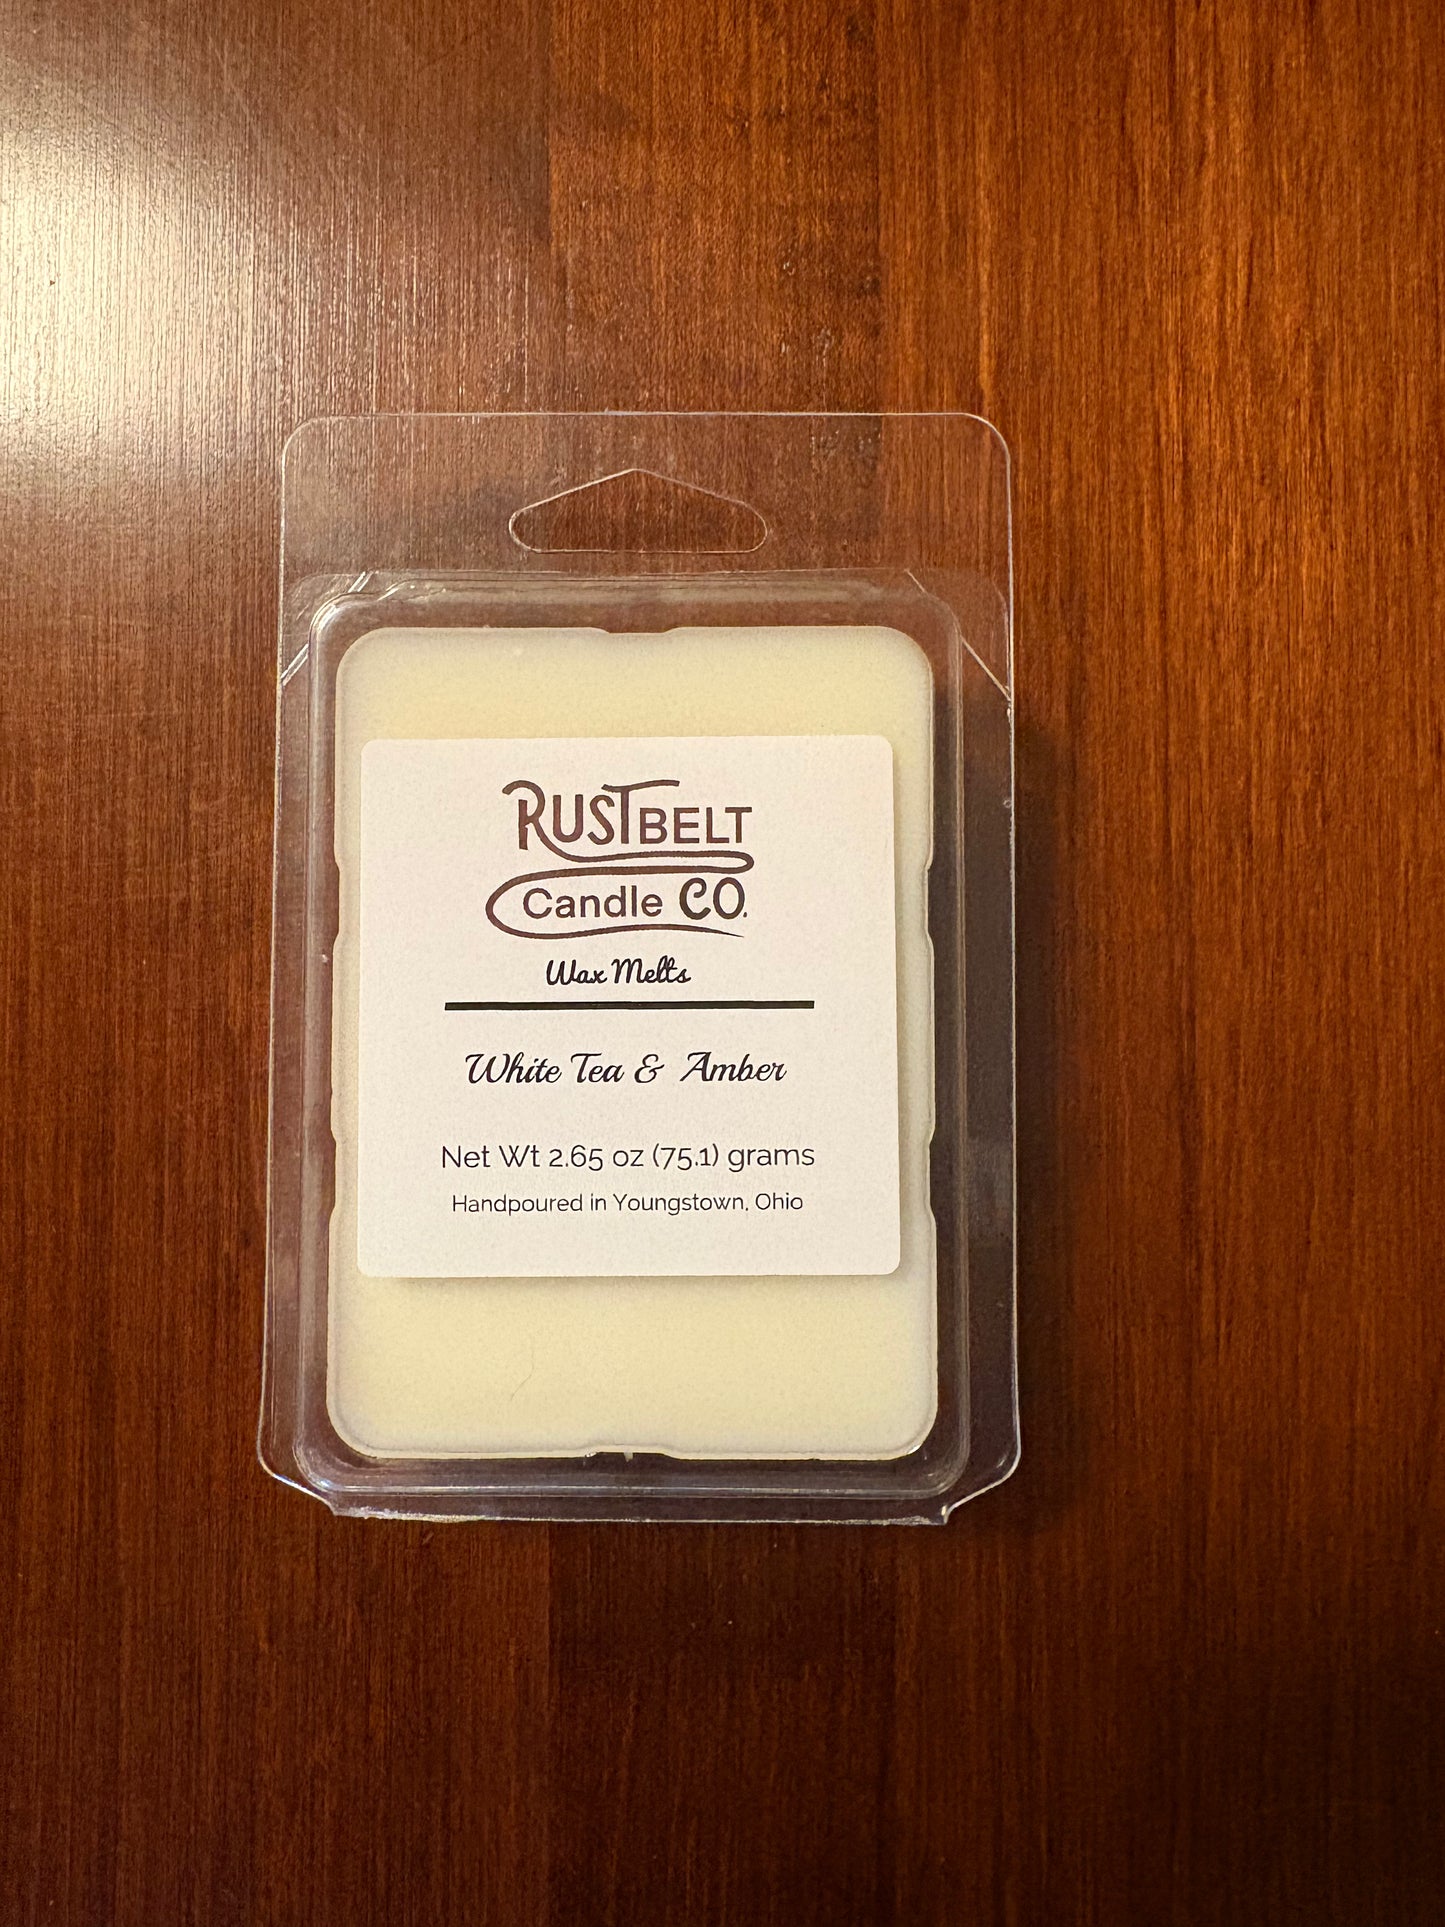 RUSTBELT
Candle CO.
Wax Melts
White Tea & Amber
Net Wt 2.65 oz (75.1) grams
Handpoured in Youngstown, Ohio